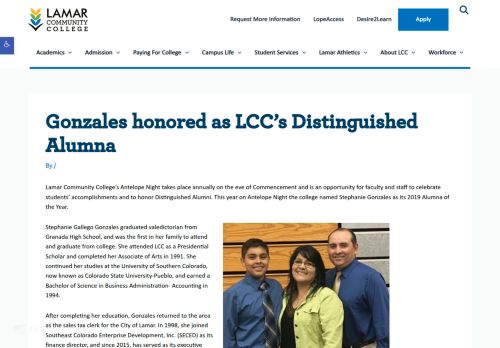 LAMAR
COMMUNITY
COLLEGE
Request More Information LopeAccess Desire2Learn Apply
Academics Admission Paying For College Campus Life Student Services Lamar Athletics About LCC Workforce
Gonzales honored as LCC's Distinguished
Alumna
By /
Lamar Community College's Antelope Night takes place annually on the eve of Commencement and is an opportunity for faculty and staff to celebrate
students' accomplishments and to honor Distinguished Alumni. This year on Antelope Night the college named Stephanie Gonzales as its 2019 Alumna of
the Year.
Stephanie Gallego Gonzales graduated valedictorian from
Granada High School, and was the first in her family to attend
and graduate from college. She attended LCC as a Presidential
Scholar and completed her Associate of Arts in 1991. She
continued her studies at the University of Southern Colorado,
now known as Colorado State University-Pueblo, and earned a
Bachelor of Science in Business Administration- Accounting in
1994.
After completing her education, Gonzales returned to the area
as the sales tax clerk for the City of Lamar. In 1998, she joined
Southeast Colorado Enterprise Development, Inc. (SECED) as its
finance director, and since 2015, has served as its executive